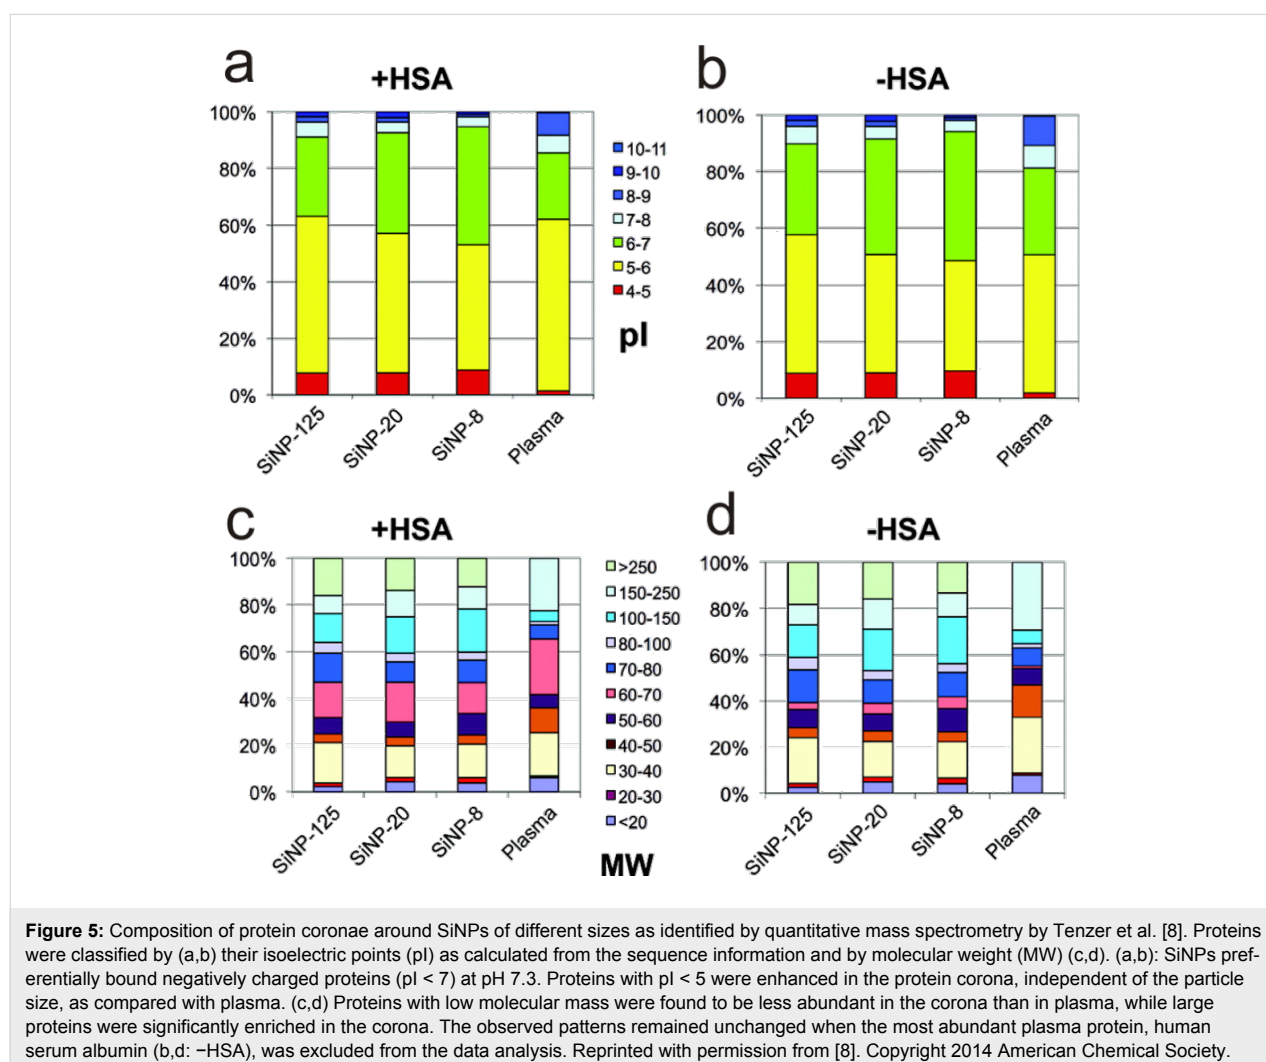 a
+HSA
100%
80%
60%
40%
20%
0%
SiNP-125
SiNP-20
SiNP-8
Plasma
10-11
9-10
8-9
7-8
6-7
5-6
4-5
pI
b
-HSA
100%
80%
60%
40%
20%
0%
SiNP-125
SiNP-20
SiNP-8
Plasma
c
+HSA
100%
80%
60%
40%
20%
0%
SiNP-125
SiNP-20
SiNP-8
Plasma
>250
150-250
100-150
80-100
70-80
60-70
50-60
40-50
30-40
20-30
<20
MW
d
-HSA
100%
80%
60%
40%
20%
0%
SiNP-125
SiNP-20
SiNP-8
Plasma
Figure 5: Composition of protein coronae around SiNPs of different sizes as identified by quantitative mass spectrometry by Tenzer et al. [8]. Proteins
were classified by (a,b) their isoelectric points (pI) as calculated from the sequence information and by molecular weight (MW) (c,d). (a,b): SiNPs pref-
erentially bound negatively charged proteins (pI < 7) at pH 7.3. Proteins with pI < 5 were enhanced in the protein corona, independent of the particle
size, as compared with plasma. (c,d) Proteins with low molecular mass were found to be less abundant in the corona than in plasma, while large
proteins were significantly enriched in the corona. The observed patterns remained unchanged when the most abundant plasma protein, human
serum albumin (b,d: −HSA), was excluded from the data analysis. Reprinted with permission from [8]. Copyright 2014 American Chemical Society.